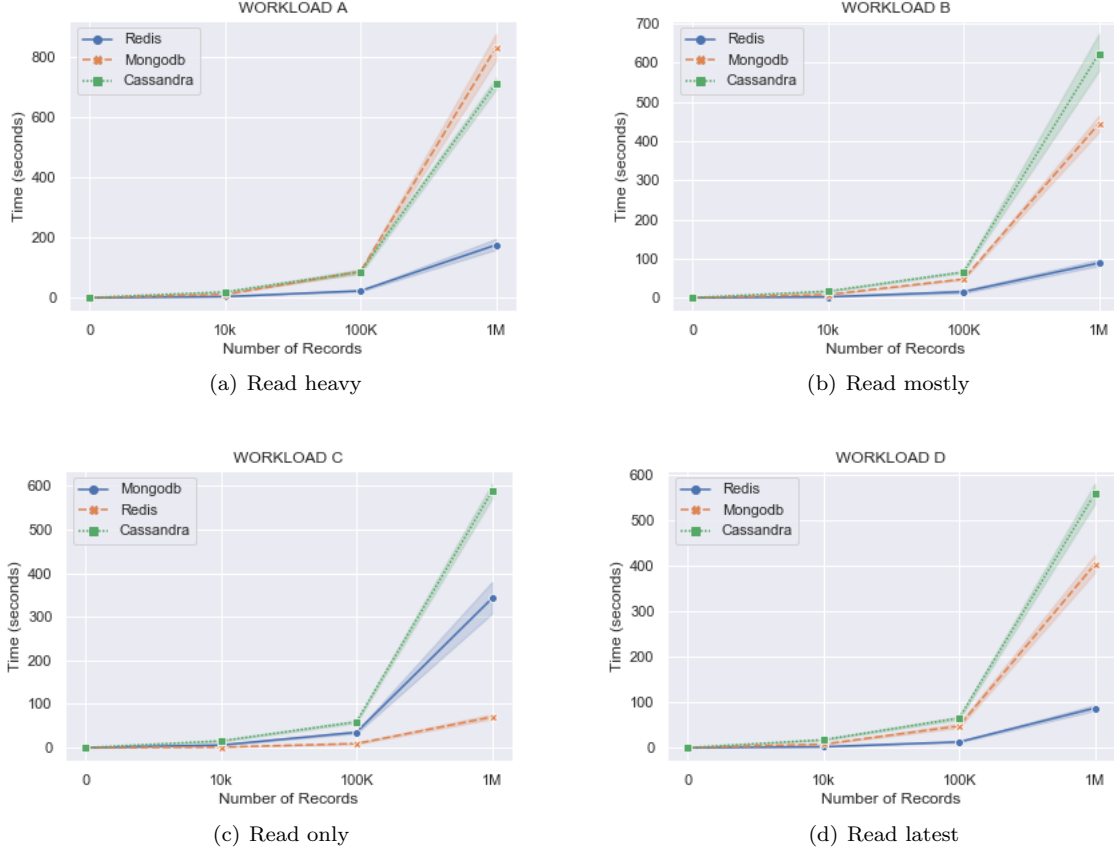 WORKLOAD A
Redis
Mongodb
Cassandra
800
600
400
200
0
Time (seconds)
0 10k 100K 1M
Number of Records
(a) Read heavy
WORKLOAD B
Redis
Mongodb
Cassandra
700
600
500
400
300
200
100
0
Time (seconds)
0 10k 100K 1M
Number of Records
(b) Read mostly
WORKLOAD C
Mongodb
Redis
Cassandra
600
500
400
300
200
100
0
Time (seconds)
0 10k 100K 1M
Number of Records
(c) Read only
WORKLOAD D
Redis
Mongodb
Cassandra
600
500
400
300
200
100
0
Time (seconds)
0 10k 100K 1M
Number of Records
(d) Read latest